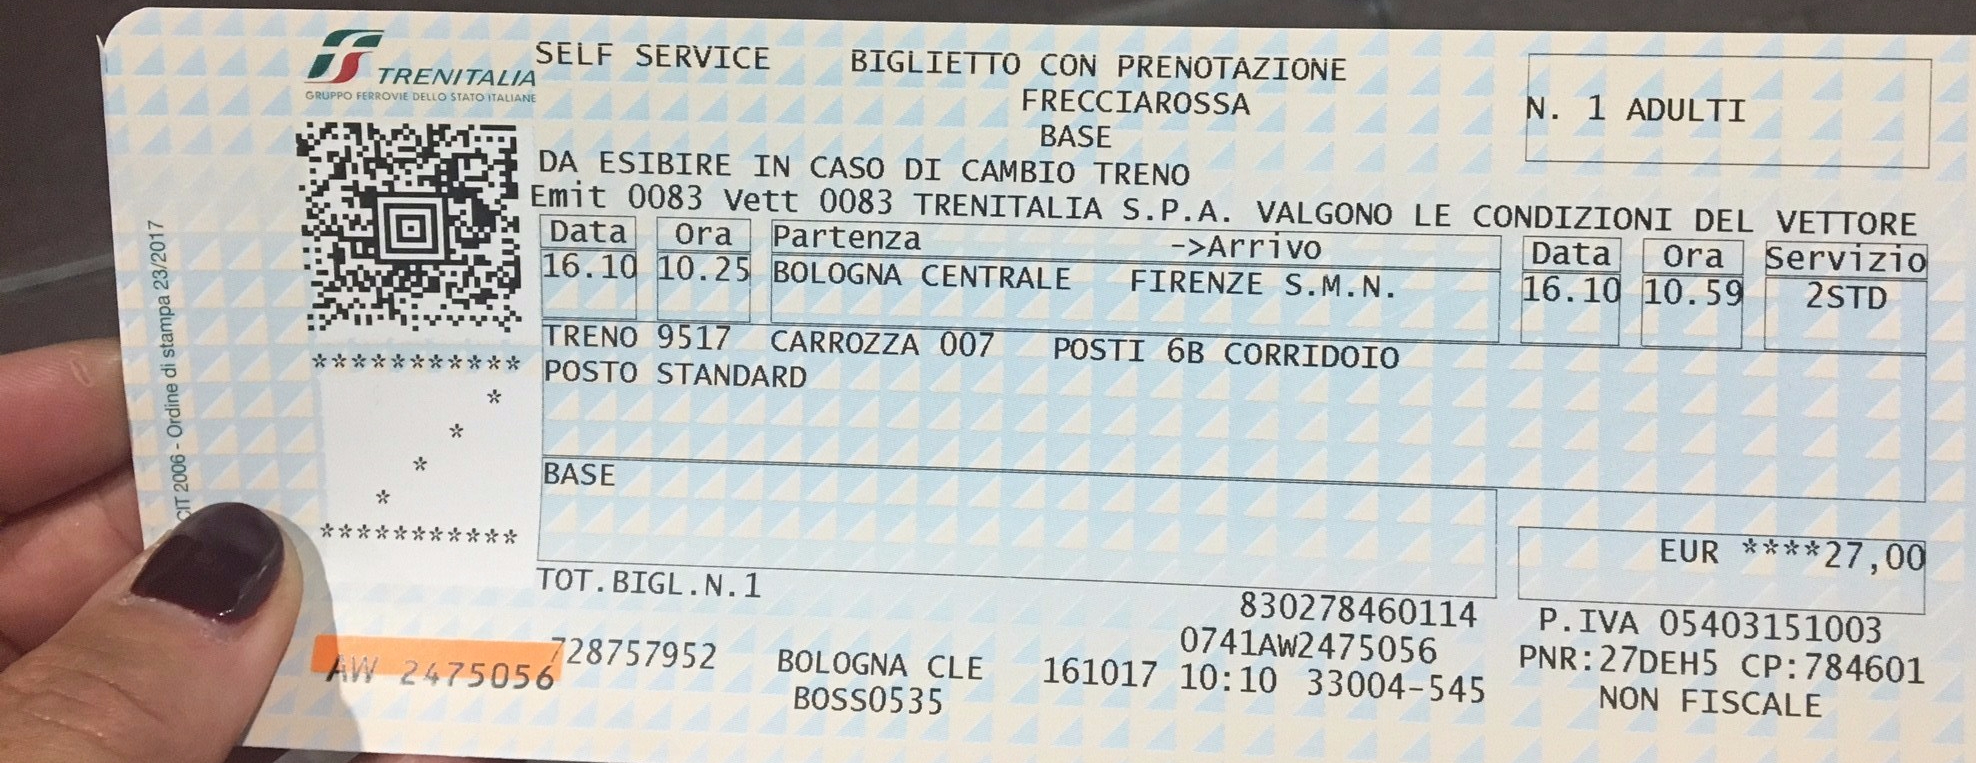 TRENITALIA
GRUPPO FERROVIE DELLO STATO ITALIANE
SELF SERVICE BIGLIETTO CON PRENOTAZIONE
FRECCIAROSSA
BASE
N. 1 ADULTI
DA ESIBIRE IN CASO DI CAMBIO TRENO
Emit 0083 Vett 0083 TRENITALIA S.P.A. VALGONO LE CONDIZIONI DEL VETTORE
Data Ora Partenza ->Arrivo Data Ora Servizio
16.10 10.25 BOLOGNA CENTRALE FIRENZE S.M.N. 16.10 10.59 2STD
TRENO 9517 CARROZZA 007 POSTI 6B CORRIDOIO
POSTO STANDARD
***********
*
*
*
*
***********
BASE
EUR ****27,00
TOT.BIGL.N.1
830278460114 P.IVA 05403151003
AW 2475056 728757952 BOLOGNA CLE 0741AW2475056 PNR:27DEH5 CP:784601
BOSS0535 161017 10:10 33004-545 NON FISCALE
CIT 2006 - Ordine di stampa 23/2017